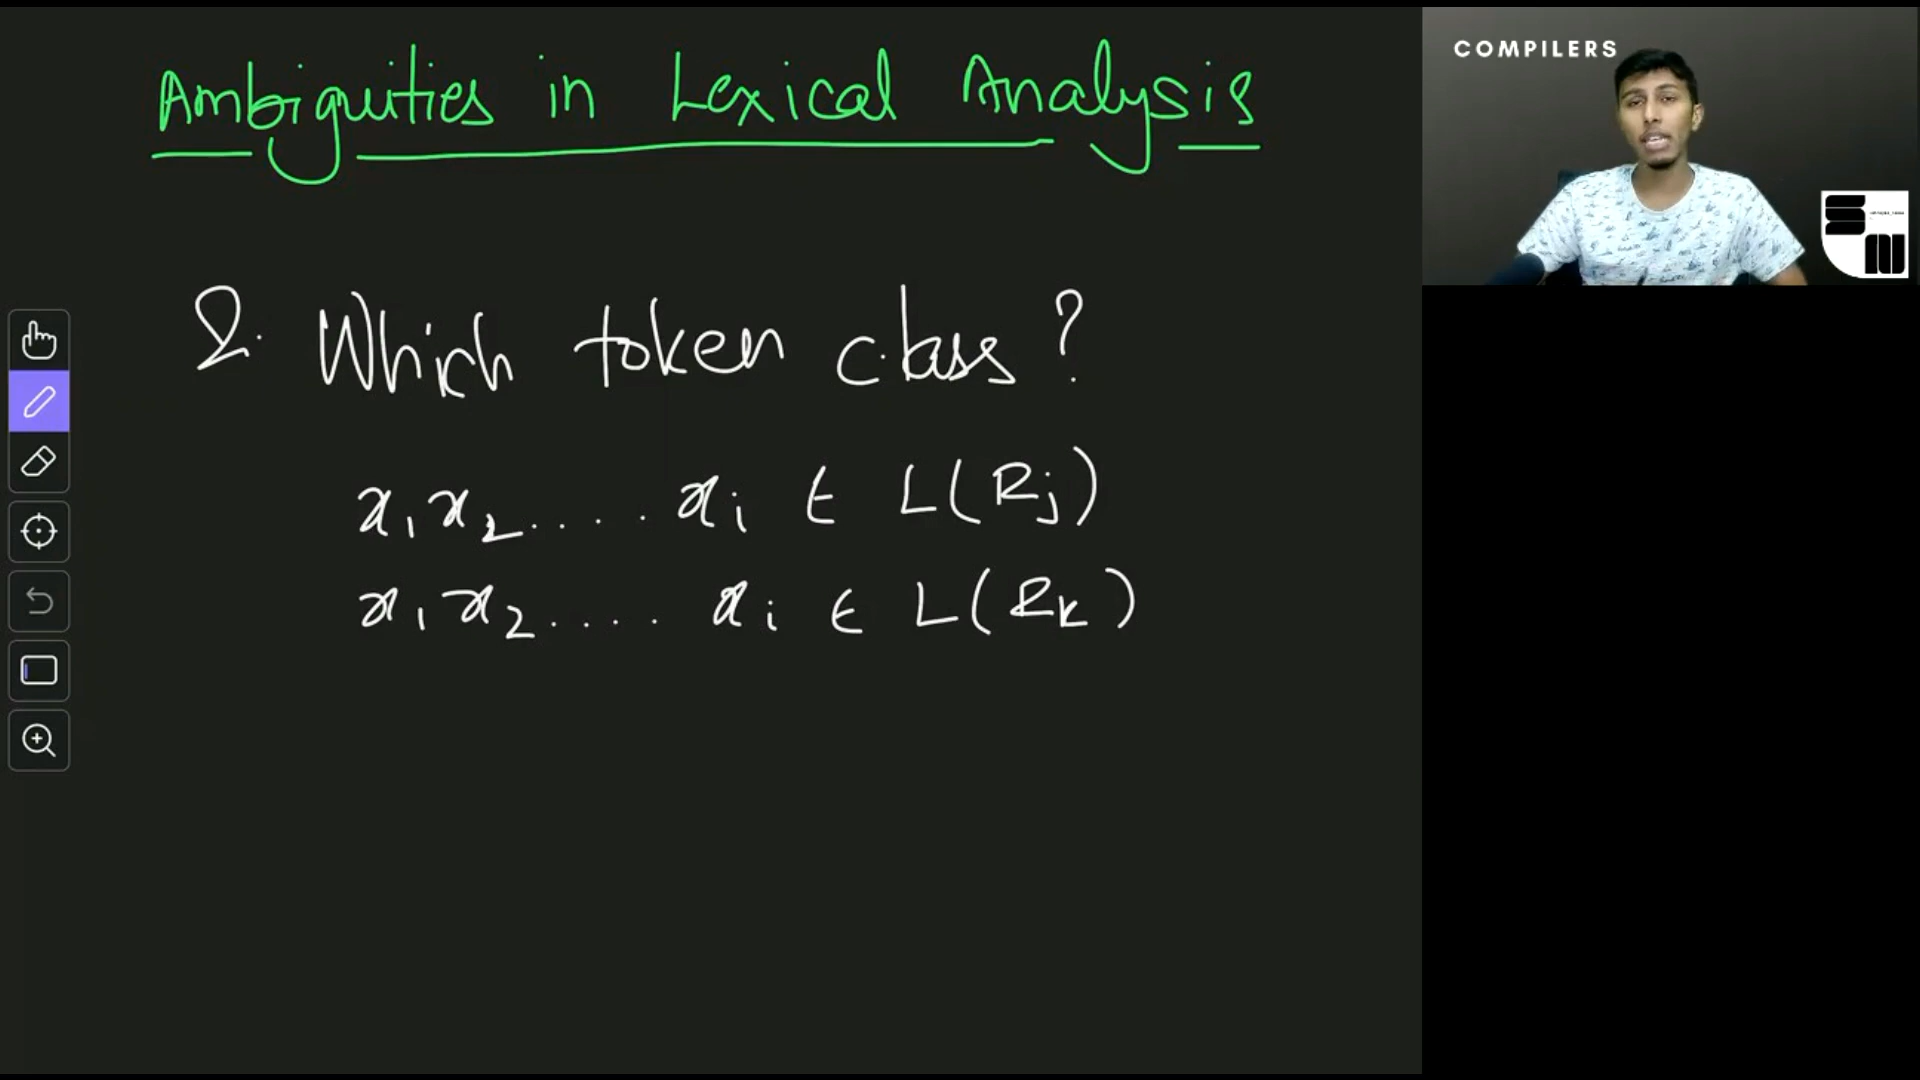 Ambiguities in Lexical Analysis
COMPILERS
2. Which token class?
x₁x₂.... xᵢ ∈ L(Rⱼ)
x₁x₂.... xᵢ ∈ L(Rₖ)